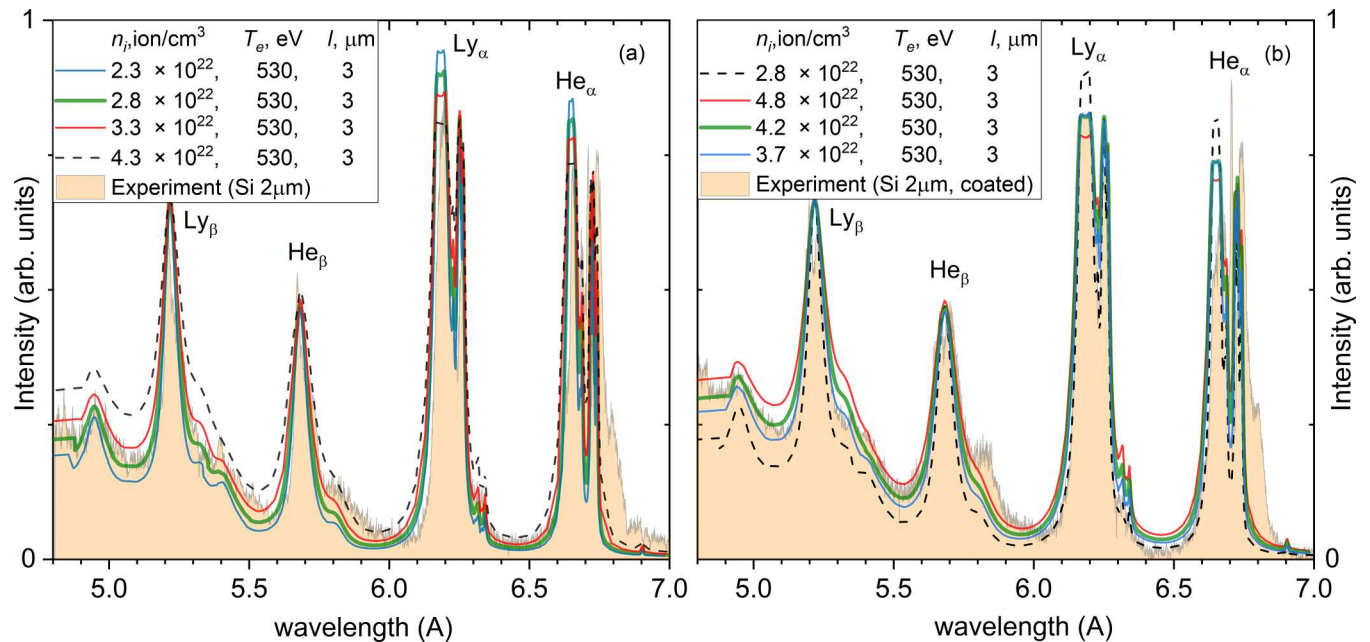 1
n_i,ion/cm³ T_e, eV l, μm
2.3 × 10²², 530, 3
2.8 × 10²², 530, 3
3.3 × 10²², 530, 3
4.3 × 10²², 530, 3
Experiment (Si 2μm)
Ly_α
He_α
(a)
Ly_β
He_β
Intensity (arb. units)
0
5.0 5.5 6.0 6.5 7.0
wavelength (A)
n_i,ion/cm³ T_e, eV l, μm
2.8 × 10²², 530, 3
4.8 × 10²², 530, 3
4.2 × 10²², 530, 3
3.7 × 10²², 530, 3
Experiment (Si 2μm, coated)
Ly_α
He_α
(b)
Ly_β
He_β
1
Intensity (arb. units)
0
5.0 5.5 6.0 6.5 7.0
wavelength (A)